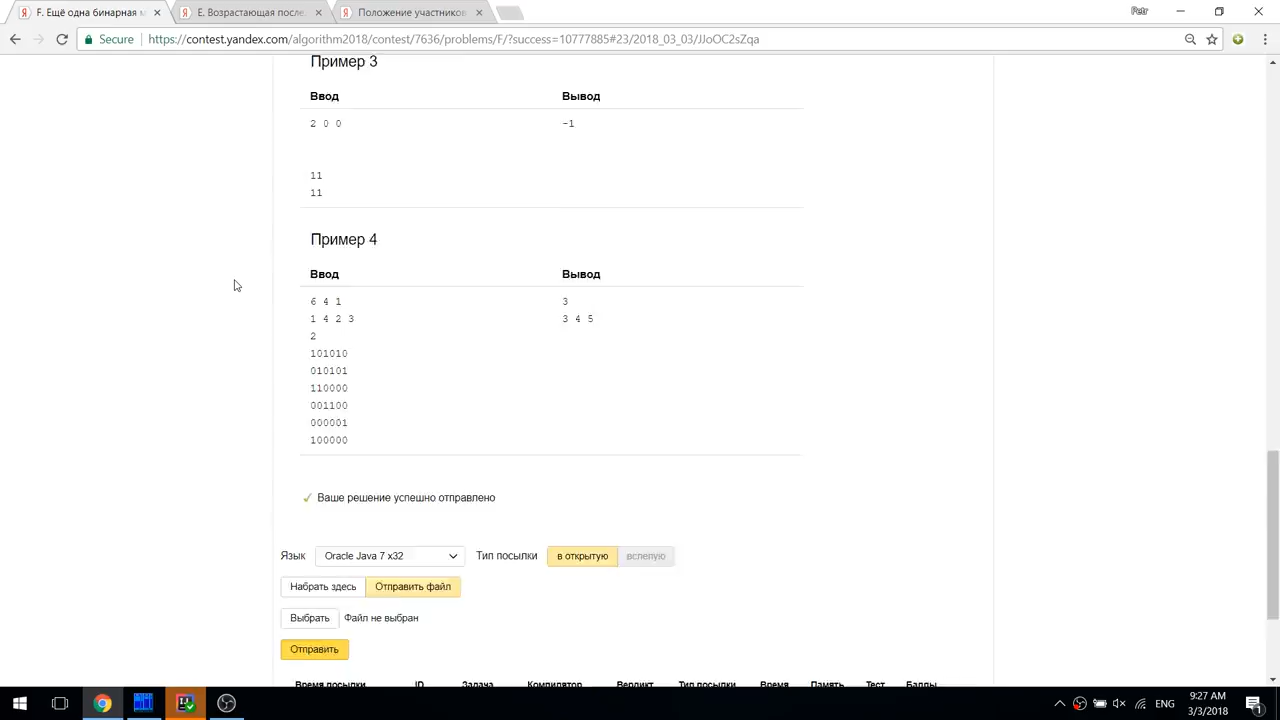 F. Ещё одна бинарная м
E. Возрастающая после
Положение участников
Petr
Secure
https://contest.yandex.com/algorithm2018/contest/7636/problems/F/?success=10777885#23/2018_03_03/JJoOC2sZqa
Пример 3
Ввод Вывод
2 0 0 -1
11
11
Пример 4
Ввод Вывод
6 4 1 3
1 4 2 3 3 4 5
2
101010
010101
110000
001100
000001
100000
Ваше решение успешно отправлено
Язык Oracle Java 7 x32 Тип посылки в открытую вслепую
Набрать здесь Отправить файл
Выбрать Файл не выбран
Отправить
Время посылки ID Задача Компилятор Вердикт Тип посылки Время Память Тест Баллы
ENG
9:27 AM
3/3/2018
1